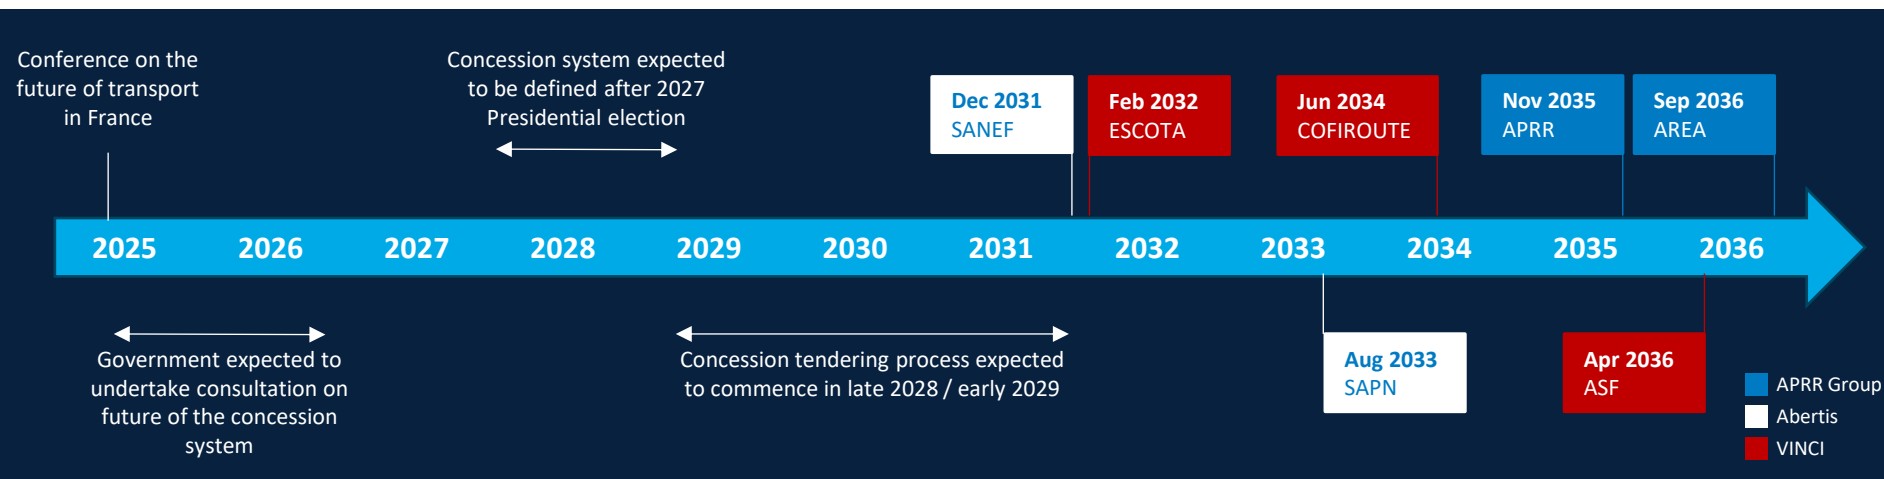 Conference on the
future of transport
in France
Concession system expected
to be defined after 2027
Presidential election
Dec 2031
SANEF
Feb 2032
ESCOTA
Jun 2034
COFIROUTE
Nov 2035
APRR
Sep 2036
AREA
2025 2026 2027 2028 2029 2030 2031 2032 2033 2034 2035 2036
Government expected to
undertake consultation on
future of the concession
system
Concession tendering process expected
to commence in late 2028 / early 2029
Aug 2033
SAPN
Apr 2036
ASF
APRR Group
Abertis
VINCI